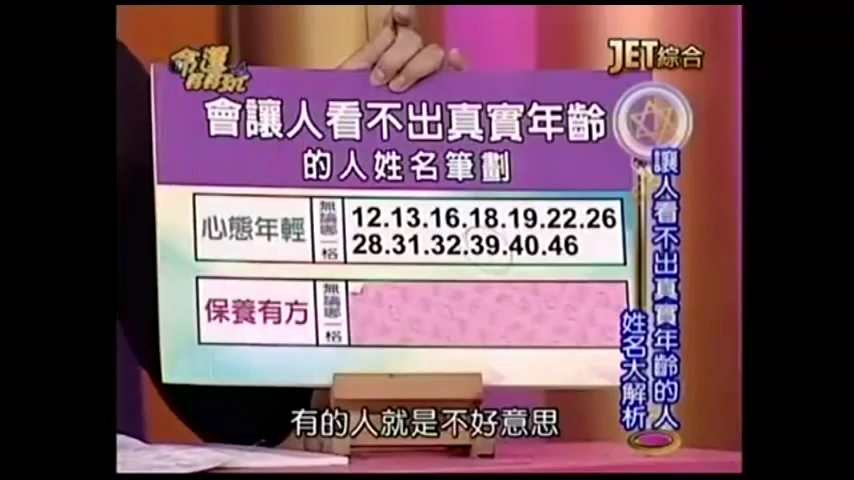 命運好好玩
JET綜合
會讓人看不出真實年齡
的人姓名筆劃
心態年輕
無論哪一格
12.13.16.18.19.22.26
28.31.32.39.40.46
保養有方
無論哪一格
讓人看不出真實年齡的人
姓名大解析
有的人就是不好意思